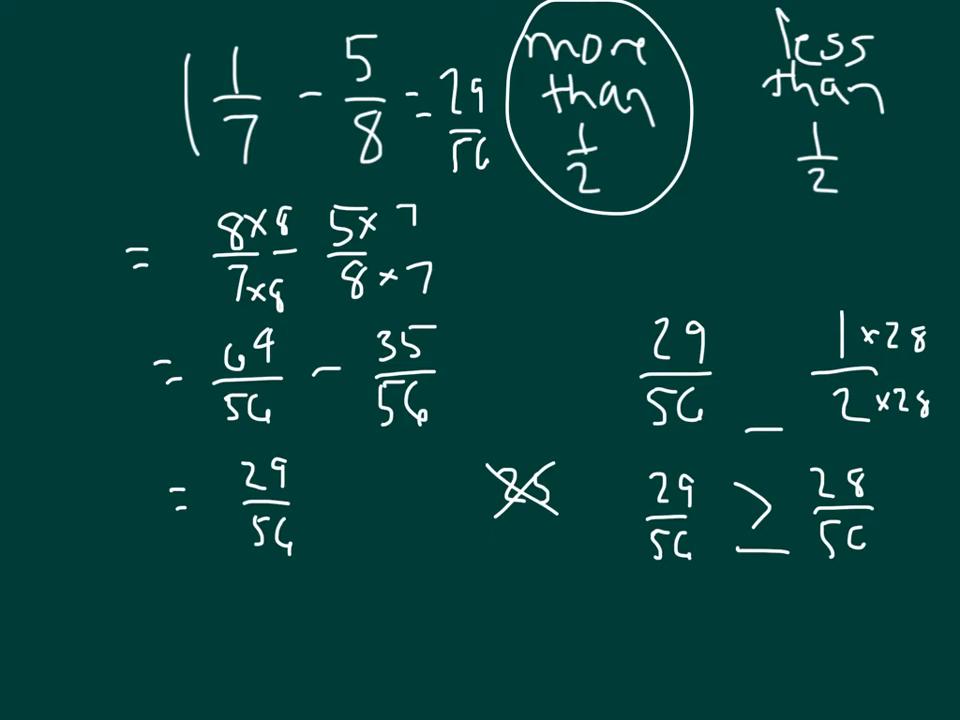 1 1/7 - 5/8 = 29/56
more than 1/2
less than 1/2
= 8×8/7×8 - 5×7/8×7
= 64/56 - 35/56
29/56 _ 1×28/2×28
= 29/56
25
29/56 > 28/56